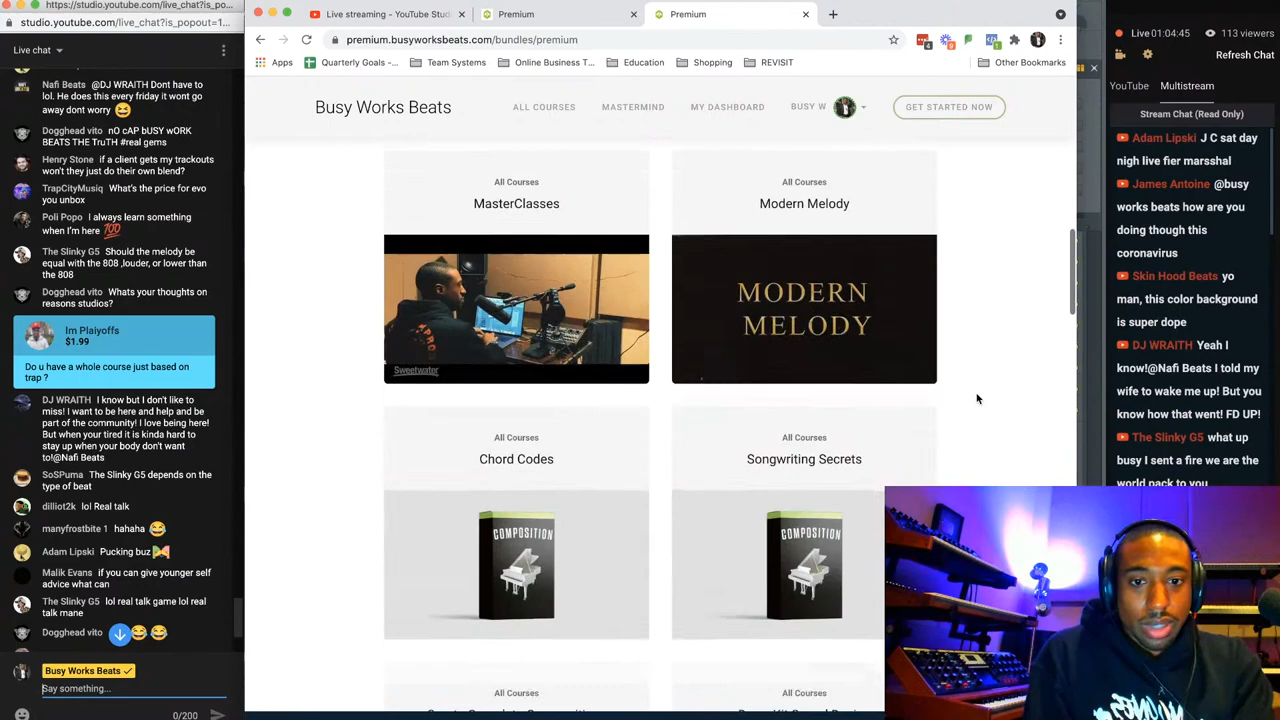 studio.youtube.com/live_chat?is_popout=1...
studio.youtube.com/live_chat?is_popout=1...
Live chat
Nafi Beats @DJ WRAITH Dont have to
lol. He does this every friday it wont go
away dont worry
Dogghead vito nO cAP bUSY wORK
BEATS THE TruTH #real gems
Henry Stone if a client gets my trackouts
won't they just do their own blend?
TrapCityMusiq What's the price for evo
you unbox
Poli Popo I always learn something
when I'm here 💯
The Slinky G5 Should the melody be
equal with the 808 ,louder, or lower than
the 808
Dogghead vito Whats your thoughts on
reasons studios?
Im Plaiyoffs
$1.99
Do u have a whole course just based on
trap ?
DJ WRAITH I know but I don't like to
miss! I want to be here and help and be
part of the community! I love being here!
But when your tired it is kinda hard to
stay up when your body don't want
to!@Nafi Beats
SoSPuma The Slinky G5 depends on the
type of beat
dilliot2k lol Real talk
manyfrostbite 1 hahaha
Adam Lipski Pucking buz
Malik Evans if you can give younger self
advice what can
The Slinky G5 lol real talk game lol real
talk mane
Dogghead vito
Busy Works Beats
Say something...
0/200
Live streaming - YouTube Stud
Premium
Premium
premium.busyworksbeats.com/bundles/premium
4
9
1
Apps
Quarterly Goals –...
Team Systems
Online Business T...
Education
Shopping
REVISIT
Other Bookmarks
Busy Works Beats
ALL COURSES
MASTERMIND
MY DASHBOARD
BUSY W
GET STARTED NOW
All Courses
MasterClasses
Sweetwater
All Courses
Modern Melody
MODERN
MELODY
All Courses
Chord Codes
COMPOSITION
All Courses
Songwriting Secrets
COMPOSITION
All Courses
All Courses
Live 01:04:45
113 viewers
Refresh Chat
YouTube
Multistream
Stream Chat (Read Only)
Adam Lipski J C sat day
nigh live fier marsshal
James Antoine @busy
works beats how are you
doing though this
coronavirus
Skin Hood Beats yo
man, this color background
is super dope
DJ WRAITH Yeah I
know!@Nafi Beats I told my
wife to wake me up! But you
know how that went! FD UP!
The Slinky G5 what up
busy I sent a fire we are the
world pack to you